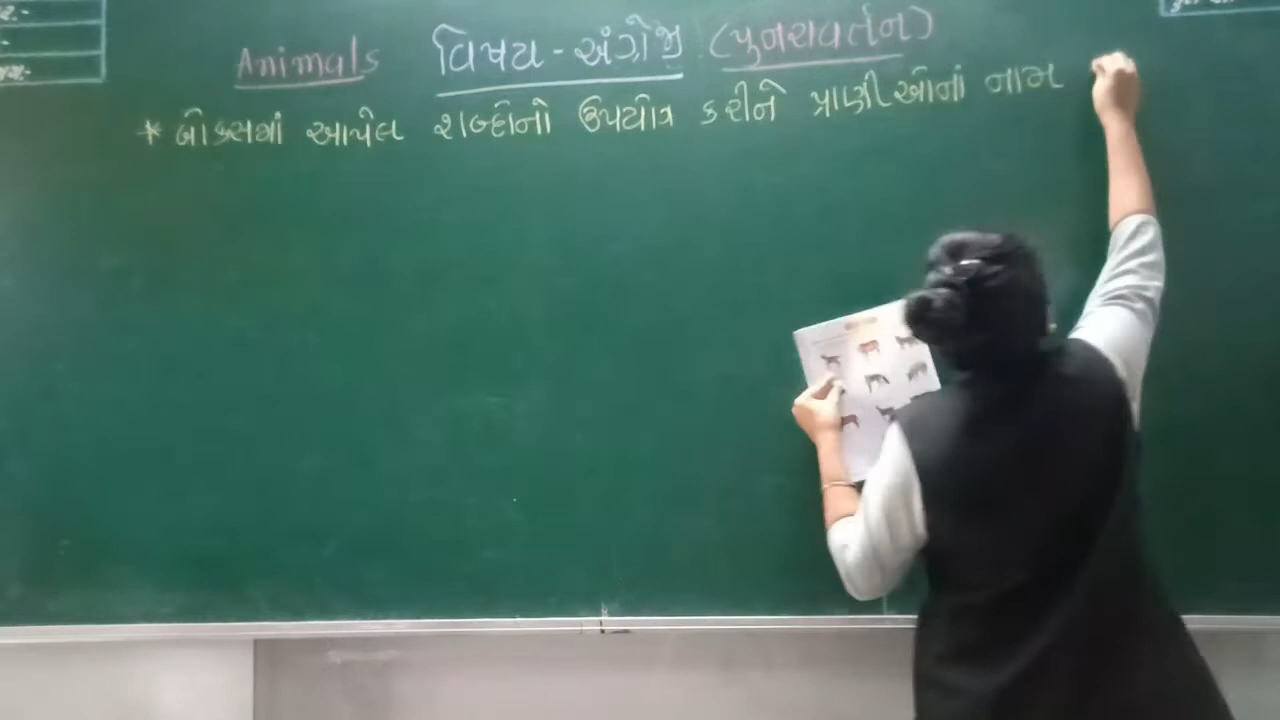 Animals વિષય - અંગ્રેજી (પુનરાવર્તન)
* બોક્સમાં આપેલ શબ્દોનો ઉપયોગ કરીને પ્રાણીઓનાં નામ